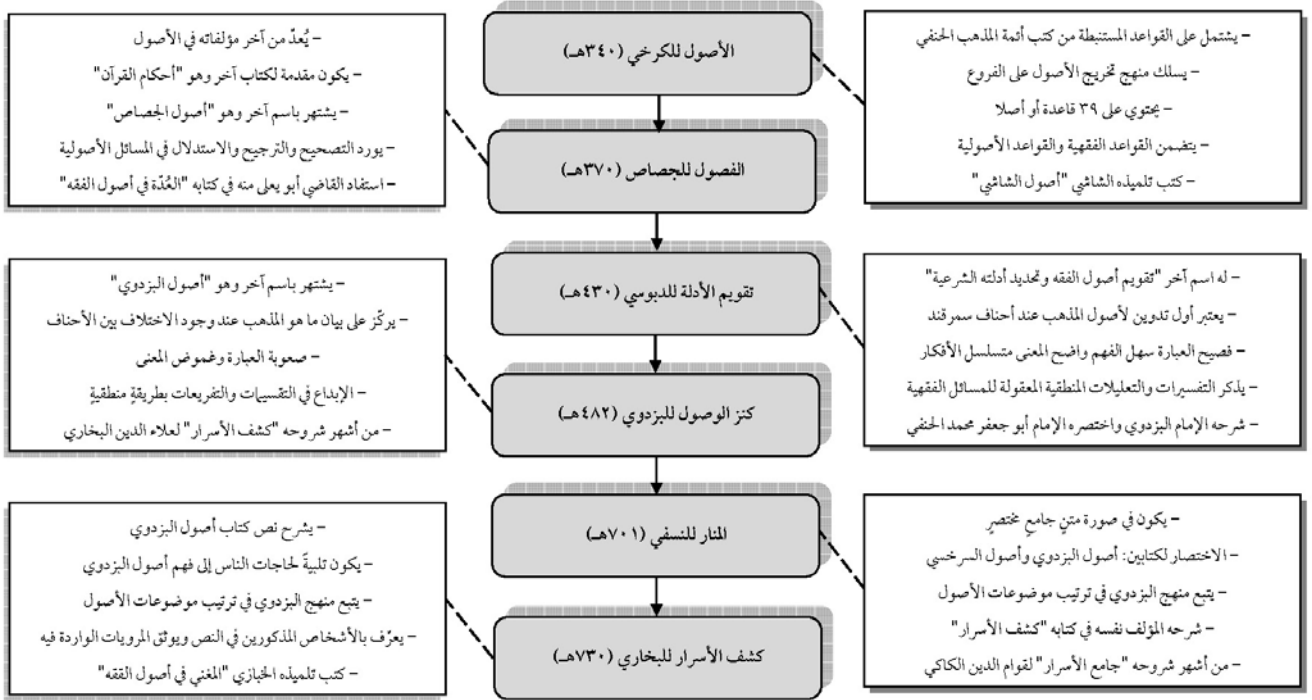 الأصول للكرخي (٣٤٠هـ)
– يشتمل على القواعد المستنبطة من كتب أئمة المذهب الحنفي
– يسلك منهج تخريج الأصول على الفروع
– يحتوي على ٣٩ قاعدة أو أصلا
– يتضمن القواعد الفقهية والقواعد الأصولية
– كتب تلميذه الشاشي "أصول الشاشي"
الفصول للجصاص (٣٧٠هـ)
– يُعدّ من آخر مؤلفاته في الأصول
– يكون مقدمة لكتاب آخر وهو "أحكام القرآن"
– يشتهر باسم آخر وهو "أصول الجصاص"
– يورد التصحيح والترجيح والاستدلال في المسائل الأصولية
– استفاد القاضي أبو يعلى منه في كتابه "العُدّة في أصول الفقه"
تقويم الأدلة للدبوسي (٤٣٠هـ)
– له اسم آخر "تقويم أصول الفقه وتحديد أدلته الشرعية"
– يعتبر أول تدوين لأصول المذهب عند أحناف سمرقند
– فصيح العبارة سهل الفهم واضح المعنى متسلسل الأفكار
– يذكر التفسيرات والتعليلات المنطقية المعقولة للمسائل الفقهية
– شرحه الإمام البزدوي واختصره الإمام أبو جعفر محمد الحنفي
كنز الوصول للبزدوي (٤٨٢هـ)
– يشتهر باسم آخر وهو "أصول البزدوي"
– يركّز على بيان ما هو المذهب عند وجود الاختلاف بين الأحناف
– صعوبة العبارة وغموض المعنى
– الإبداع في التقسيمات والتفريعات بطريقةٍ منطقيةٍ
– من أشهر شروحه "كشف الأسرار" لعلاء الدين البخاري
المنار للنسفي (٧٠١هـ)
– يكون في صورة متنٍ جامعٍ مختصرٍ
– الاختصار لكتابين: أصول البزدوي وأصول السرخسي
– يتبع منهج البزدوي في ترتيب موضوعات الأصول
– شرحه المؤلف نفسه في كتابه "كشف الأسرار"
– من أشهر شروحه "جامع الأسرار" لقوام الدين الكاكي
كشف الأسرار للبخاري (٧٣٠هـ)
– يشرح نص كتاب أصول البزدوي
– يكون تلبيةً لحاجات الناس إلى فهم أصول البزدوي
– يتبع منهج البزدوي في ترتيب موضوعات الأصول
– يعرّف بالأشخاص المذكورين في النص ويوثق المرويات الواردة فيه
– كتب تلميذه الخبازي "المغني في أصول الفقه"